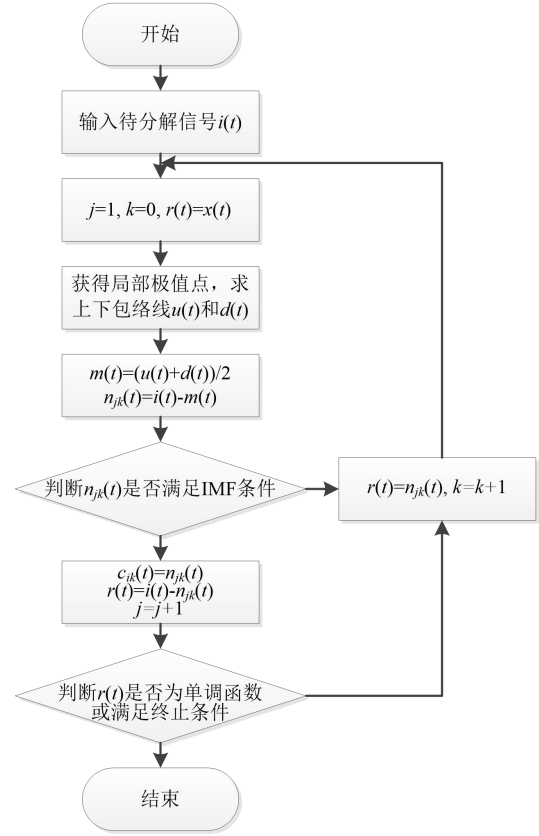 开始
输入待分解信号i(t)
j=1, k=0, r(t)=x(t)
获得局部极值点，求
上下包络线u(t)和d(t)
m(t)=(u(t)+d(t))/2
njk(t)=i(t)-m(t)
判断njk(t)是否满足IMF条件
r(t)=njk(t), k=k+1
cik(t)=njk(t)
r(t)=i(t)-njk(t)
j=j+1
判断r(t)是否为单调函数
或满足终止条件
结束